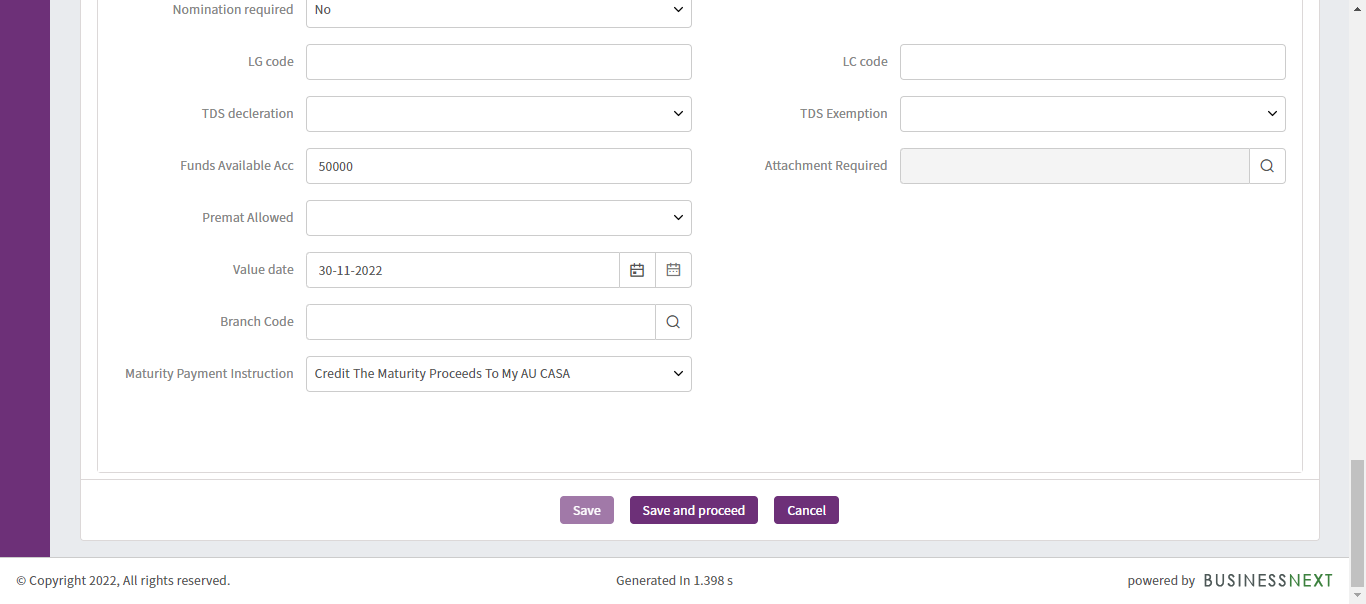 Nomination required No
LG code LC code
TDS decleration TDS Exemption
Funds Available Acc 50000 Attachment Required
Premat Allowed
Value date 30-11-2022
Branch Code
Maturity Payment Instruction Credit The Maturity Proceeds To My AU CASA
Save Save and proceed Cancel
© Copyright 2022, All rights reserved. Generated In 1.398 s powered by BUSINESSNEXT